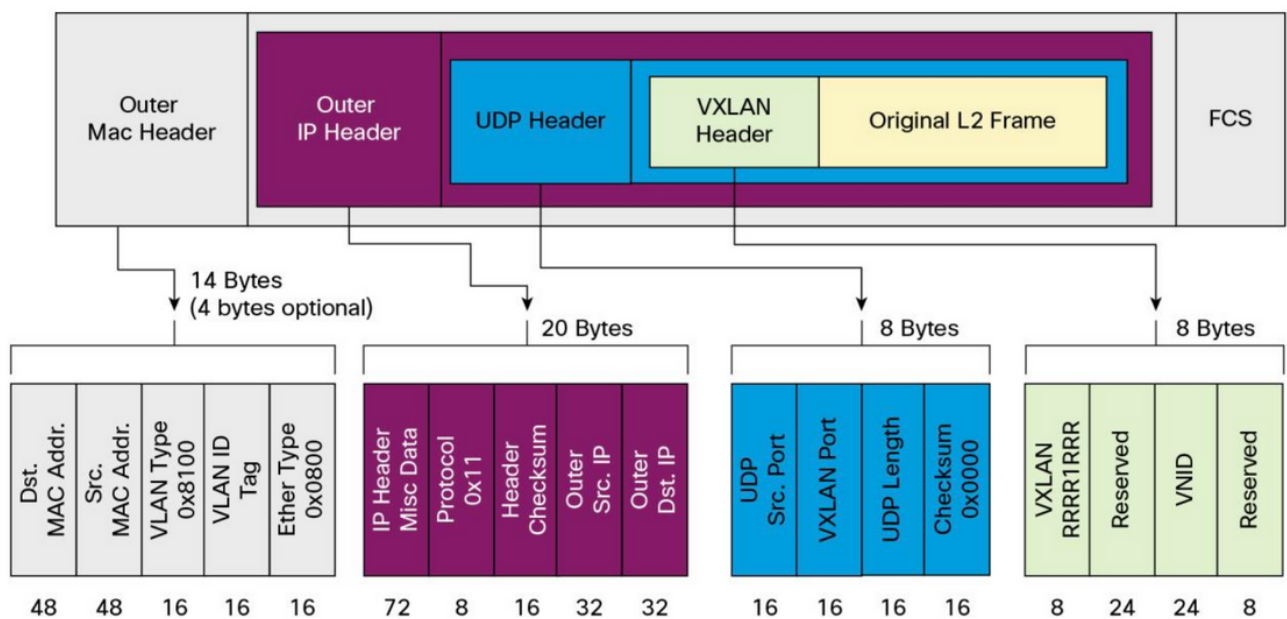 Outer
Mac Header
Outer
IP Header
UDP Header
VXLAN
Header
Original L2 Frame
FCS
14 Bytes
(4 bytes optional)
20 Bytes
8 Bytes
8 Bytes
Dst.
MAC Addr.
Src.
MAC Addr.
VLAN Type
0x8100
VLAN ID
Tag
Ether Type
0x0800
IP Header
Misc Data
Protocol
0x11
Header
Checksum
Outer
Src. IP
Outer
Dst. IP
UDP
Src. Port
VXLAN Port
UDP Length
Checksum
0x0000
VXLAN
RRRR1RRR
Reserved
VNID
Reserved
48 48 16 16 16 72 8 16 32 32 16 16 16 16 8 24 24 8